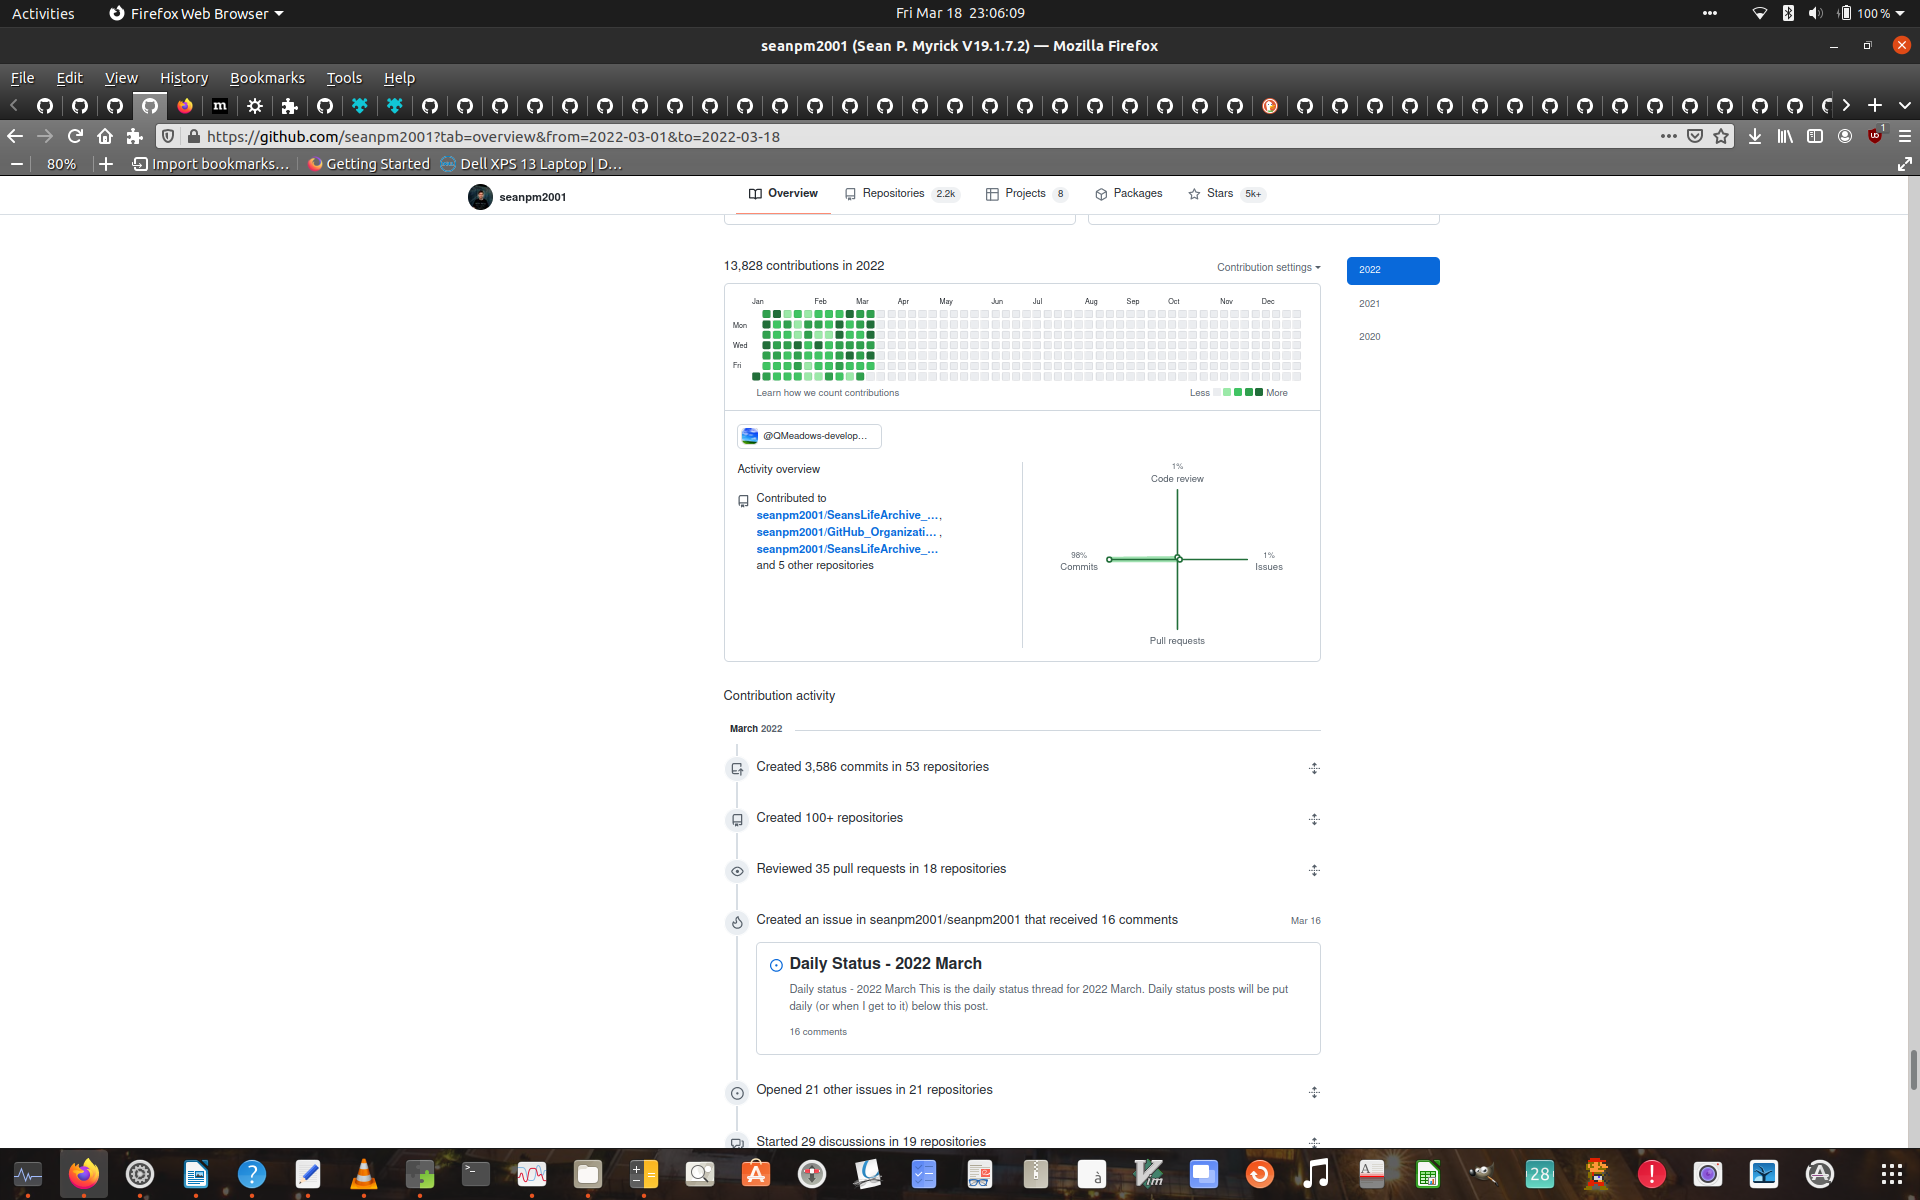 Activities
Firefox Web Browser
Fri Mar 18 23:06:09
100 %
seanpm2001 (Sean P. Myrick V19.1.7.2) — Mozilla Firefox
File Edit View History Bookmarks Tools Help
https://github.com/seanpm2001?tab=overview&from=2022-03-01&to=2022-03-18
1
80%
Import bookmarks…
Getting Started
Dell XPS 13 Laptop | D…
seanpm2001
Overview
Repositories 2.2k
Projects 8
Packages
Stars 5k+
13,828 contributions in 2022
Contribution settings
2022
2021
2020
Jan Feb Mar Apr May Jun Jul Aug Sep Oct Nov Dec
Mon
Wed
Fri
Learn how we count contributions
Less
More
@QMeadows-develop…
Activity overview
Contributed to
seanpm2001/SeansLifeArchive_… ,
seanpm2001/GitHub_Organizati… ,
seanpm2001/SeansLifeArchive_…
and 5 other repositories
1%
Code review
98%
Commits
1%
Issues
Pull requests
Contribution activity
March 2022
Created 3,586 commits in 53 repositories
Created 100+ repositories
Reviewed 35 pull requests in 18 repositories
Created an issue in seanpm2001/seanpm2001 that received 16 comments
Mar 16
Daily Status - 2022 March
Daily status - 2022 March This is the daily status thread for 2022 March. Daily status posts will be put
daily (or when I get to it) below this post.
16 comments
Opened 21 other issues in 21 repositories
Started 29 discussions in 19 repositories
28